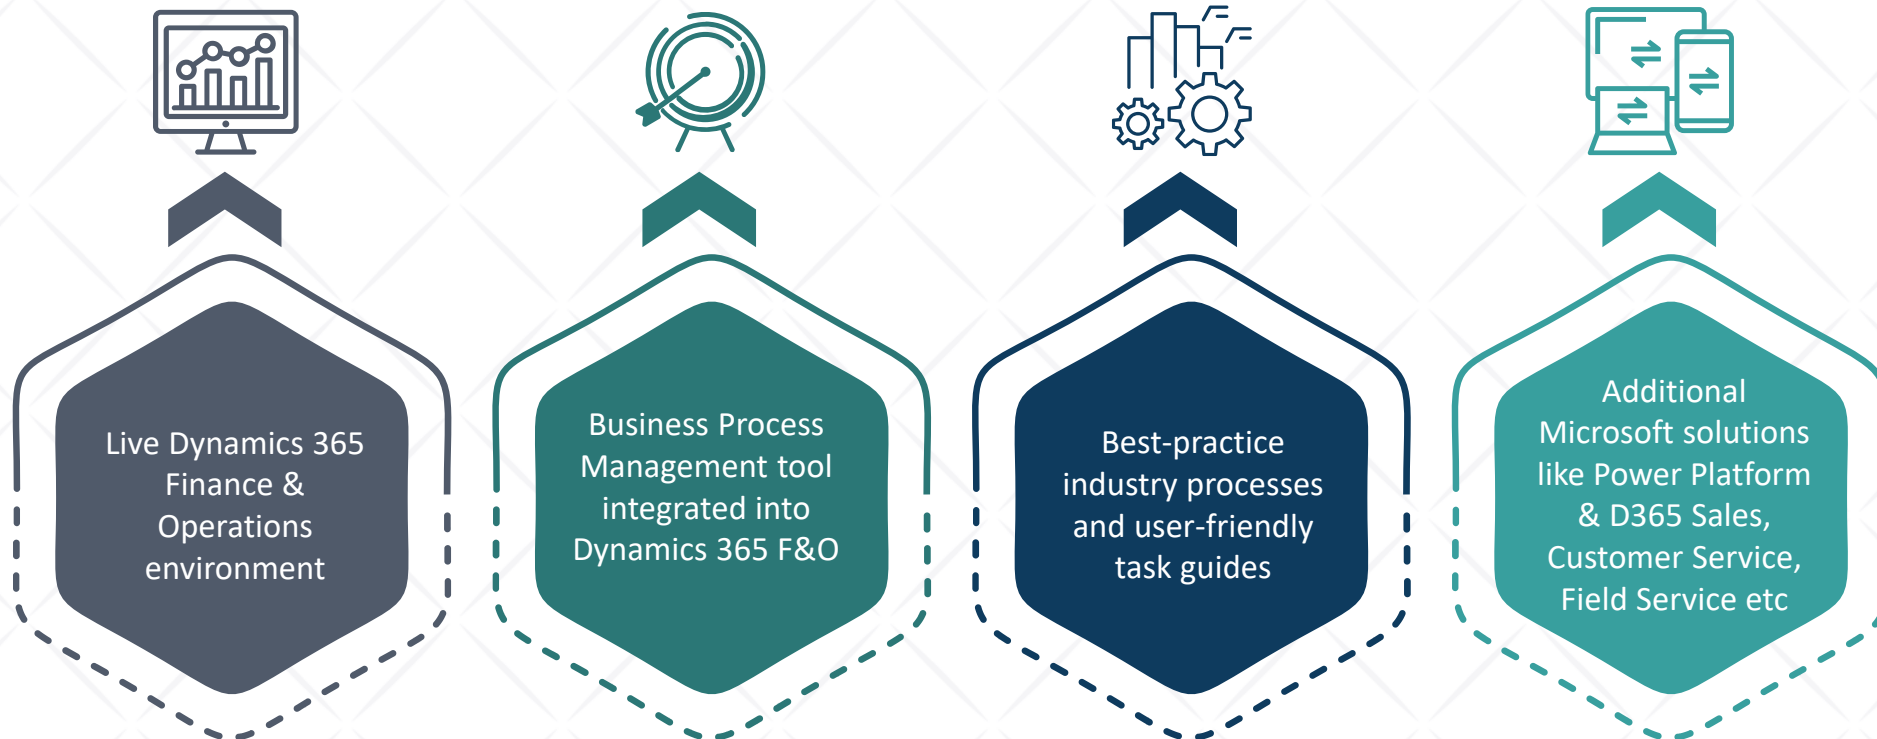 Live Dynamics 365
Finance &
Operations
environment
Business Process
Management tool
integrated into
Dynamics 365 F&O
Best-practice
industry processes
and user-friendly
task guides
Additional
Microsoft solutions
like Power Platform
& D365 Sales,
Customer Service,
Field Service etc